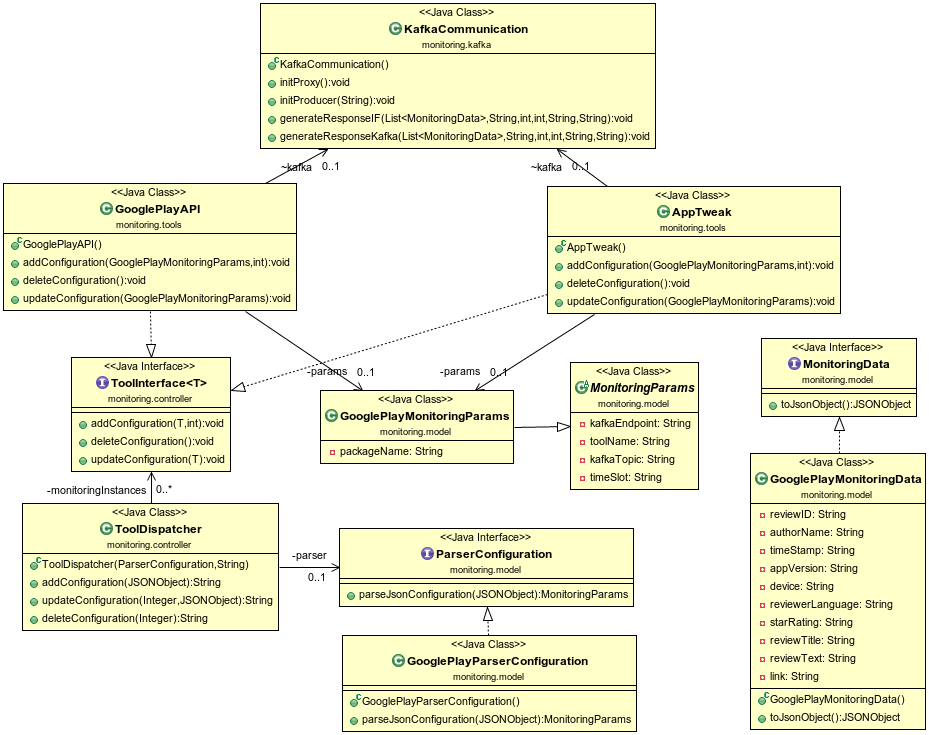 <<Java Class>>
KafkaCommunication
monitoring.kafka
KafkaCommunication()
initProxy():void
initProducer(String):void
generateResponseIF(List<MonitoringData>,String,int,int,String,String):void
generateResponseKafka(List<MonitoringData>,String,int,int,String,String):void
~kafka 0..1
~kafka 0..1
<<Java Class>>
GooglePlayAPI
monitoring.tools
GooglePlayAPI()
addConfiguration(GooglePlayMonitoringParams,int):void
deleteConfiguration():void
updateConfiguration(GooglePlayMonitoringParams):void
<<Java Class>>
AppTweak
monitoring.tools
AppTweak()
addConfiguration(GooglePlayMonitoringParams,int):void
deleteConfiguration():void
updateConfiguration(GooglePlayMonitoringParams):void
<<Java Interface>>
ToolInterface<T>
monitoring.controller
addConfiguration(T,int):void
deleteConfiguration():void
updateConfiguration(T):void
-params 0..1
-params 0..1
<<Java Class>>
GooglePlayMonitoringParams
monitoring.model
packageName: String
<<Java Class>>
MonitoringParams
monitoring.model
kafkaEndpoint: String
toolName: String
kafkaTopic: String
timeSlot: String
<<Java Interface>>
MonitoringData
monitoring.model
toJsonObject():JSONObject
-monitoringInstances 0..*
<<Java Class>>
ToolDispatcher
monitoring.controller
ToolDispatcher(ParserConfiguration,String)
addConfiguration(JSONObject):String
updateConfiguration(Integer,JSONObject):String
deleteConfiguration(Integer):String
-parser
0..1
<<Java Interface>>
ParserConfiguration
monitoring.model
parseJsonConfiguration(JSONObject):MonitoringParams
<<Java Class>>
GooglePlayParserConfiguration
monitoring.model
GooglePlayParserConfiguration()
parseJsonConfiguration(JSONObject):MonitoringParams
<<Java Class>>
GooglePlayMonitoringData
monitoring.model
reviewID: String
authorName: String
timeStamp: String
appVersion: String
device: String
reviewerLanguage: String
starRating: String
reviewTitle: String
reviewText: String
link: String
GooglePlayMonitoringData()
toJsonObject():JSONObject